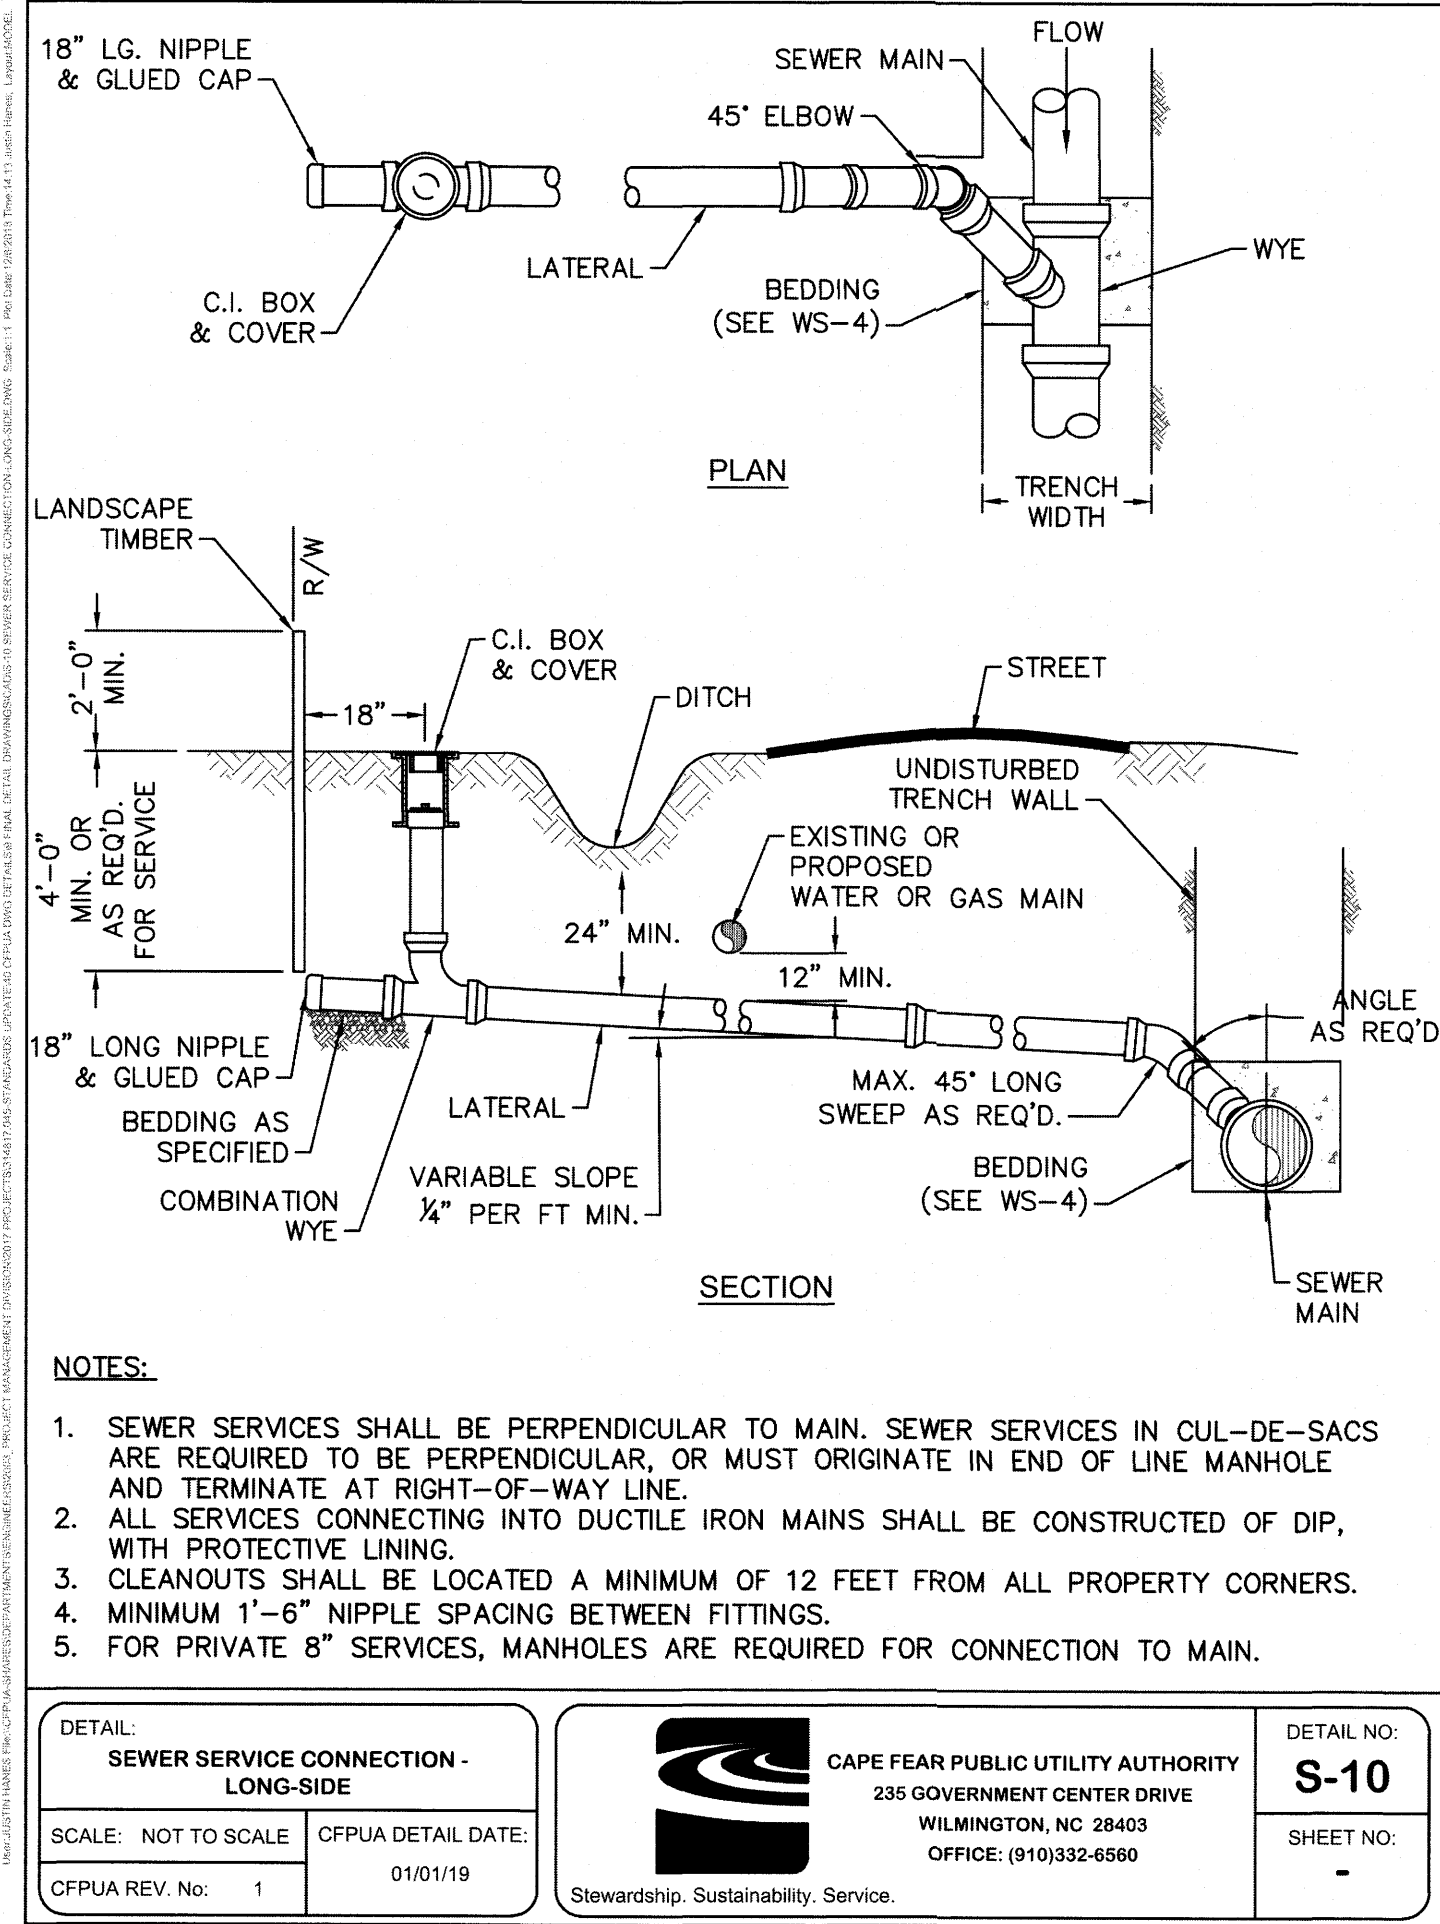 18” LG. NIPPLE
& GLUED CAP
C.I. BOX
& COVER
LATERAL
45° ELBOW
SEWER MAIN
FLOW
WYE
BEDDING
(SEE WS-4)
PLAN
TRENCH
WIDTH
LANDSCAPE
TIMBER
R/W
2’-0”
MIN.
18”
C.I. BOX
& COVER
DITCH
STREET
4’-0”
MIN. OR
AS REQ’D.
FOR SERVICE
UNDISTURBED
TRENCH WALL
EXISTING OR
PROPOSED
WATER OR GAS MAIN
24” MIN.
12” MIN.
ANGLE
AS REQ’D
18” LONG NIPPLE
& GLUED CAP
BEDDING AS
SPECIFIED
COMBINATION
WYE
LATERAL
VARIABLE SLOPE
¼” PER FT MIN.
MAX. 45° LONG
SWEEP AS REQ’D.
BEDDING
(SEE WS-4)
SEWER
MAIN
SECTION
NOTES:
1. SEWER SERVICES SHALL BE PERPENDICULAR TO MAIN. SEWER SERVICES IN CUL-DE-SACS
ARE REQUIRED TO BE PERPENDICULAR, OR MUST ORIGINATE IN END OF LINE MANHOLE
AND TERMINATE AT RIGHT-OF-WAY LINE.
2. ALL SERVICES CONNECTING INTO DUCTILE IRON MAINS SHALL BE CONSTRUCTED OF DIP,
WITH PROTECTIVE LINING.
3. CLEANOUTS SHALL BE LOCATED A MINIMUM OF 12 FEET FROM ALL PROPERTY CORNERS.
4. MINIMUM 1’-6” NIPPLE SPACING BETWEEN FITTINGS.
5. FOR PRIVATE 8” SERVICES, MANHOLES ARE REQUIRED FOR CONNECTION TO MAIN.
DETAIL:
SEWER SERVICE CONNECTION -
LONG-SIDE
SCALE: NOT TO SCALE
CFPUA REV. No: 1
CFPUA DETAIL DATE:
01/01/19
CAPE FEAR PUBLIC UTILITY AUTHORITY
235 GOVERNMENT CENTER DRIVE
WILMINGTON, NC 28403
OFFICE: (910)332-6560
Stewardship. Sustainability. Service.
DETAIL NO:
S-10
SHEET NO:
-